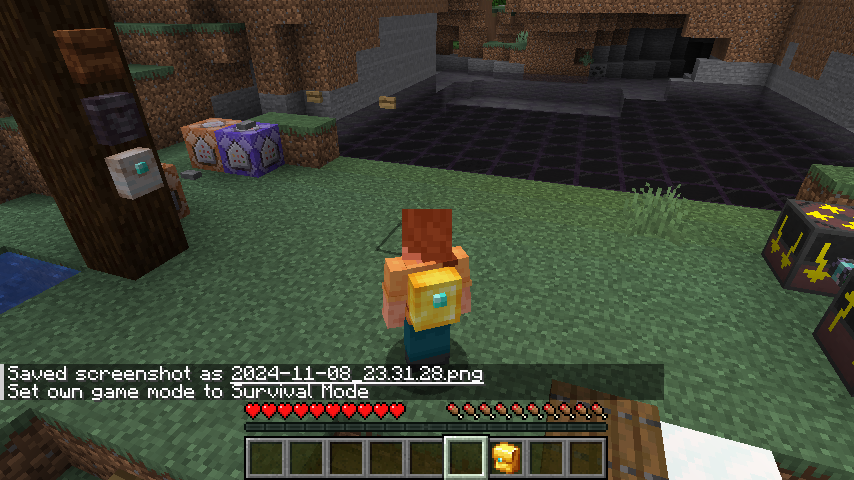 Saved screenshot as 2024-11-08_23.31.28.png
Set own game mode to Survival Mode